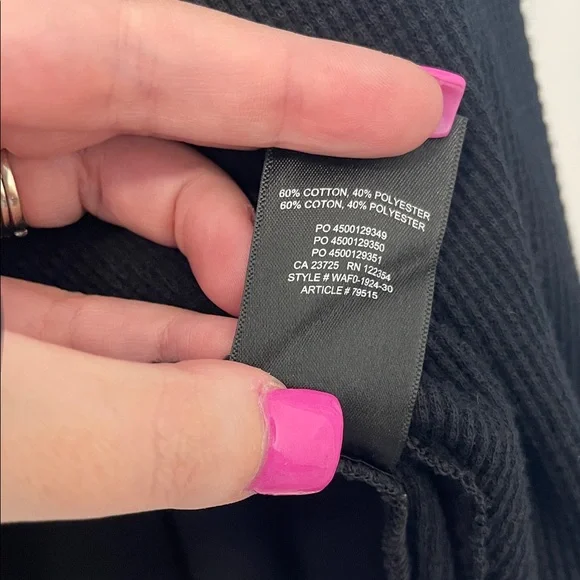 60% COTTON, 40% POLYESTER
60% COTON, 40% POLYESTER
PO 4500129349
PO 4500129350
PO 4500129351
CA 23725 RN 122354
STYLE # WAF0-1924-30
ARTICLE # 79515